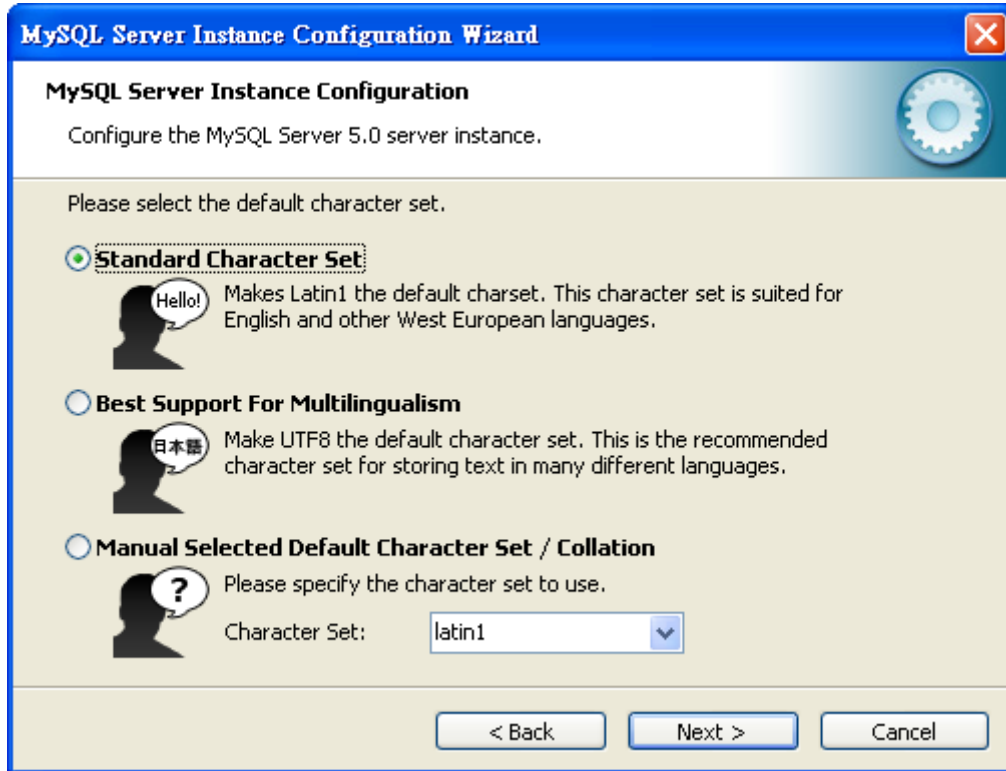 MySQL Server Instance Configuration Wizard
MySQL Server Instance Configuration
Configure the MySQL Server 5.0 server instance.
Please select the default character set.
Standard Character Set
Hello!
Makes Latin1 the default charset. This character set is suited for
English and other West European languages.
Best Support For Multilingualism
日本語
Make UTF8 the default character set. This is the recommended
character set for storing text in many different languages.
Manual Selected Default Character Set / Collation
?
Please specify the character set to use.
Character Set: latin1
< Back Next > Cancel